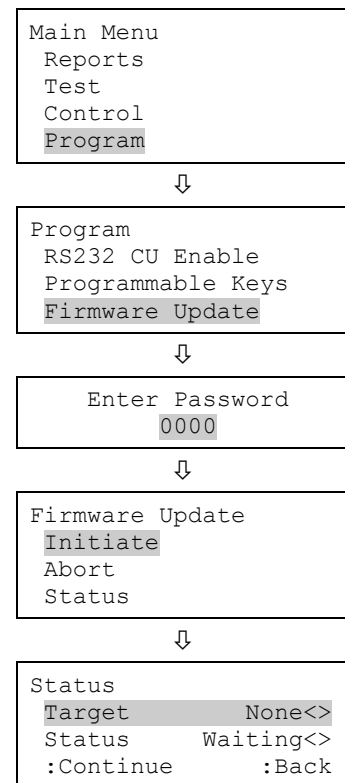 Main Menu
Reports
Test
Control
Program
⇩
Program
RS232 CU Enable
Programmable Keys
Firmware Update
⇩
Enter Password
0000
⇩
Firmware Update
Initiate
Abort
Status
⇩
Status
Target None<>
Status Waiting<>
:Continue :Back